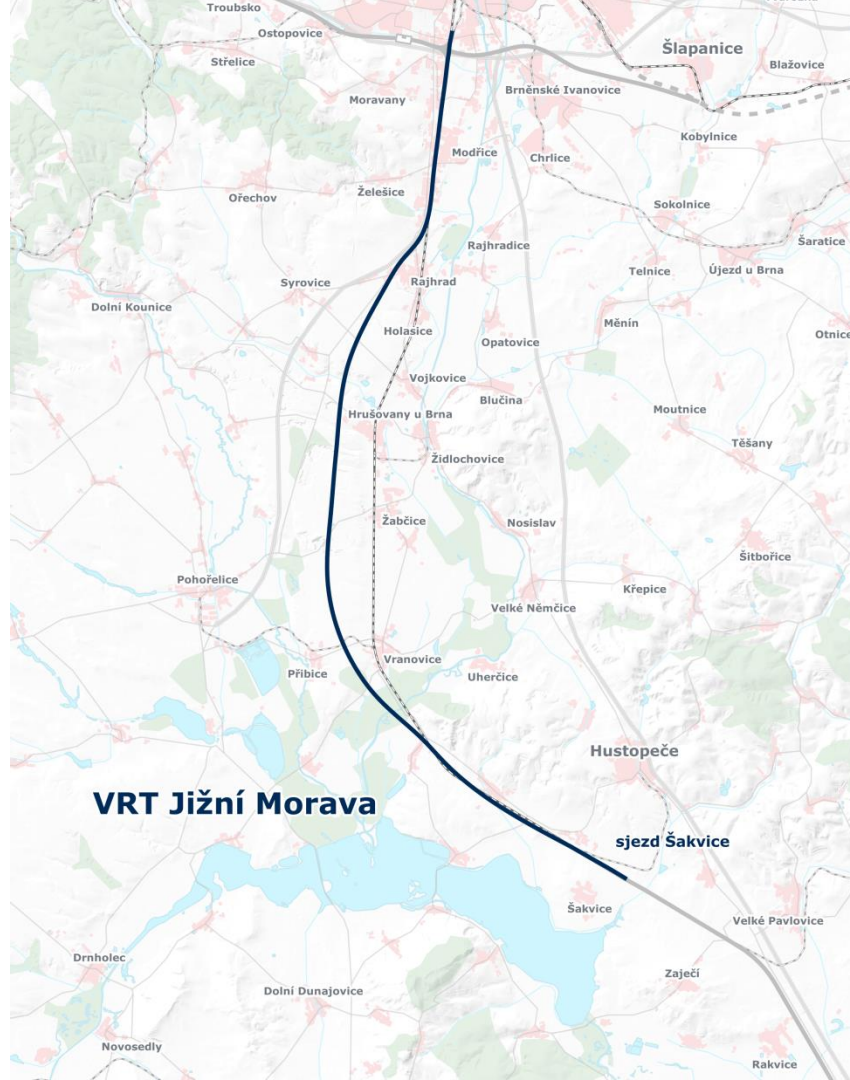 Troubsko
Ostopovice
Střelice
Šlapanice
Blažovice
Moravany
Brněnské Ivanovice
Kobylnice
Modřice
Chrlice
Želešice
Ořechov
Sokolnice
Rajhradice
Šaratice
Telnice
Újezd u Brna
Syrovice
Rajhrad
Dolní Kounice
Měnín
Holasice
Otnice
Opatovice
Vojkovice
Blučina
Hrušovany u Brna
Moutnice
Těšany
Židlochovice
Žabčice
Nosislav
Šitbořice
Pohořelice
Křepice
Velké Němčice
Vranovice
Přibice
Uherčice
Hustopeče
VRT Jižní Morava
sjezd Šakvice
Šakvice
Velké Pavlovice
Drnholec
Zaječí
Dolní Dunajovice
Novosedly
Rakvice